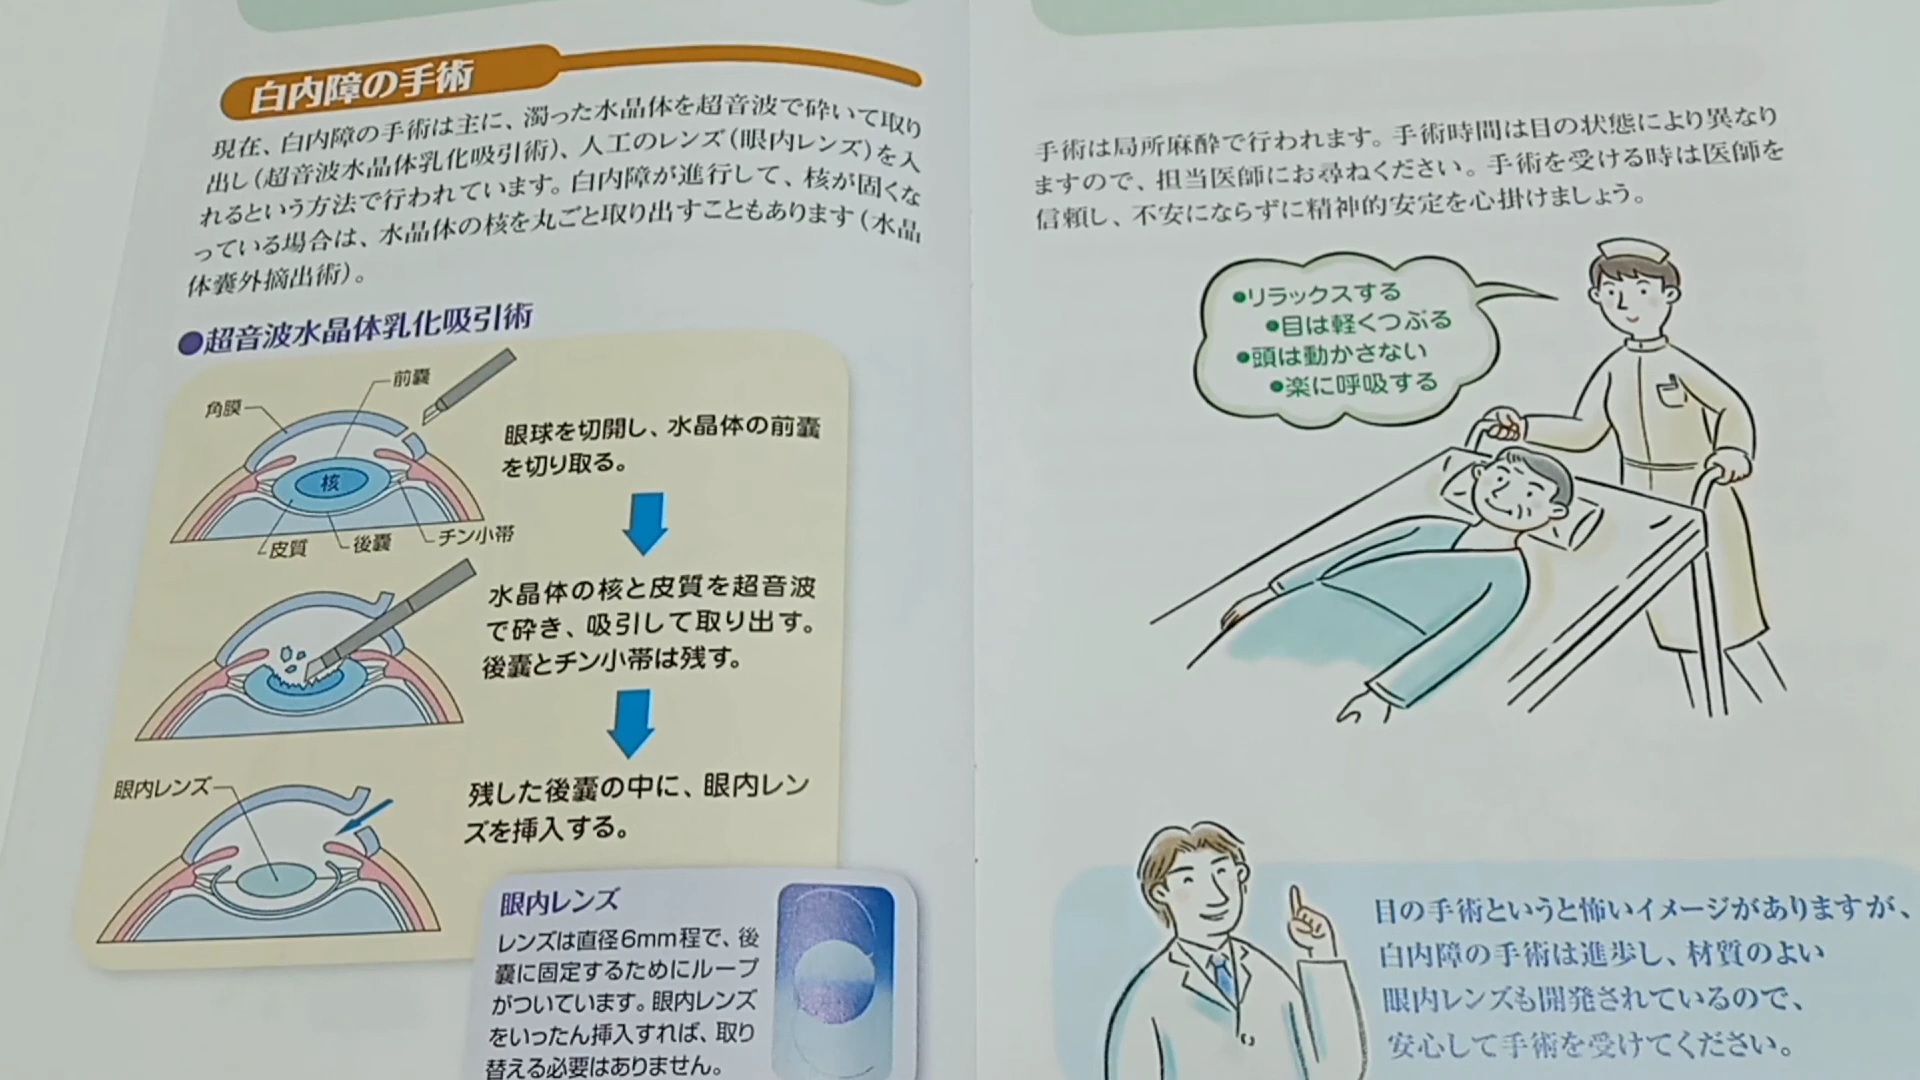 白内障の手術
現在、白内障の手術は主に、濁った水晶体を超音波で砕いて取り
出し（超音波水晶体乳化吸引術）、人工のレンズ（眼内レンズ）を入
れるという方法で行われています。白内障が進行して、核が固くな
っている場合は、水晶体の核を丸ごと取り出すこともあります（水晶
体嚢外摘出術）。
●超音波水晶体乳化吸引術
前嚢
角膜
核
皮質
後嚢
チン小帯
眼球を切開し、水晶体の前嚢
を切り取る。
水晶体の核と皮質を超音波
で砕き、吸引して取り出す。
後嚢とチン小帯は残す。
眼内レンズ
残した後嚢の中に、眼内レン
ズを挿入する。
眼内レンズ
レンズは直径6mm程で、後
嚢に固定するためにループ
がついています。眼内レンズ
をいったん挿入すれば、取り
替える必要はありません。
手術は局所麻酔で行われます。手術時間は目の状態により異なり
ますので、担当医師にお尋ねください。手術を受ける時は医師を
信頼し、不安にならずに精神的安定を心掛けましょう。
●リラックスする
●目は軽くつぶる
●頭は動かさない
●楽に呼吸する
目の手術というと怖いイメージがありますが、
白内障の手術は進歩し、材質のよい
眼内レンズも開発されているので、
安心して手術を受けてください。